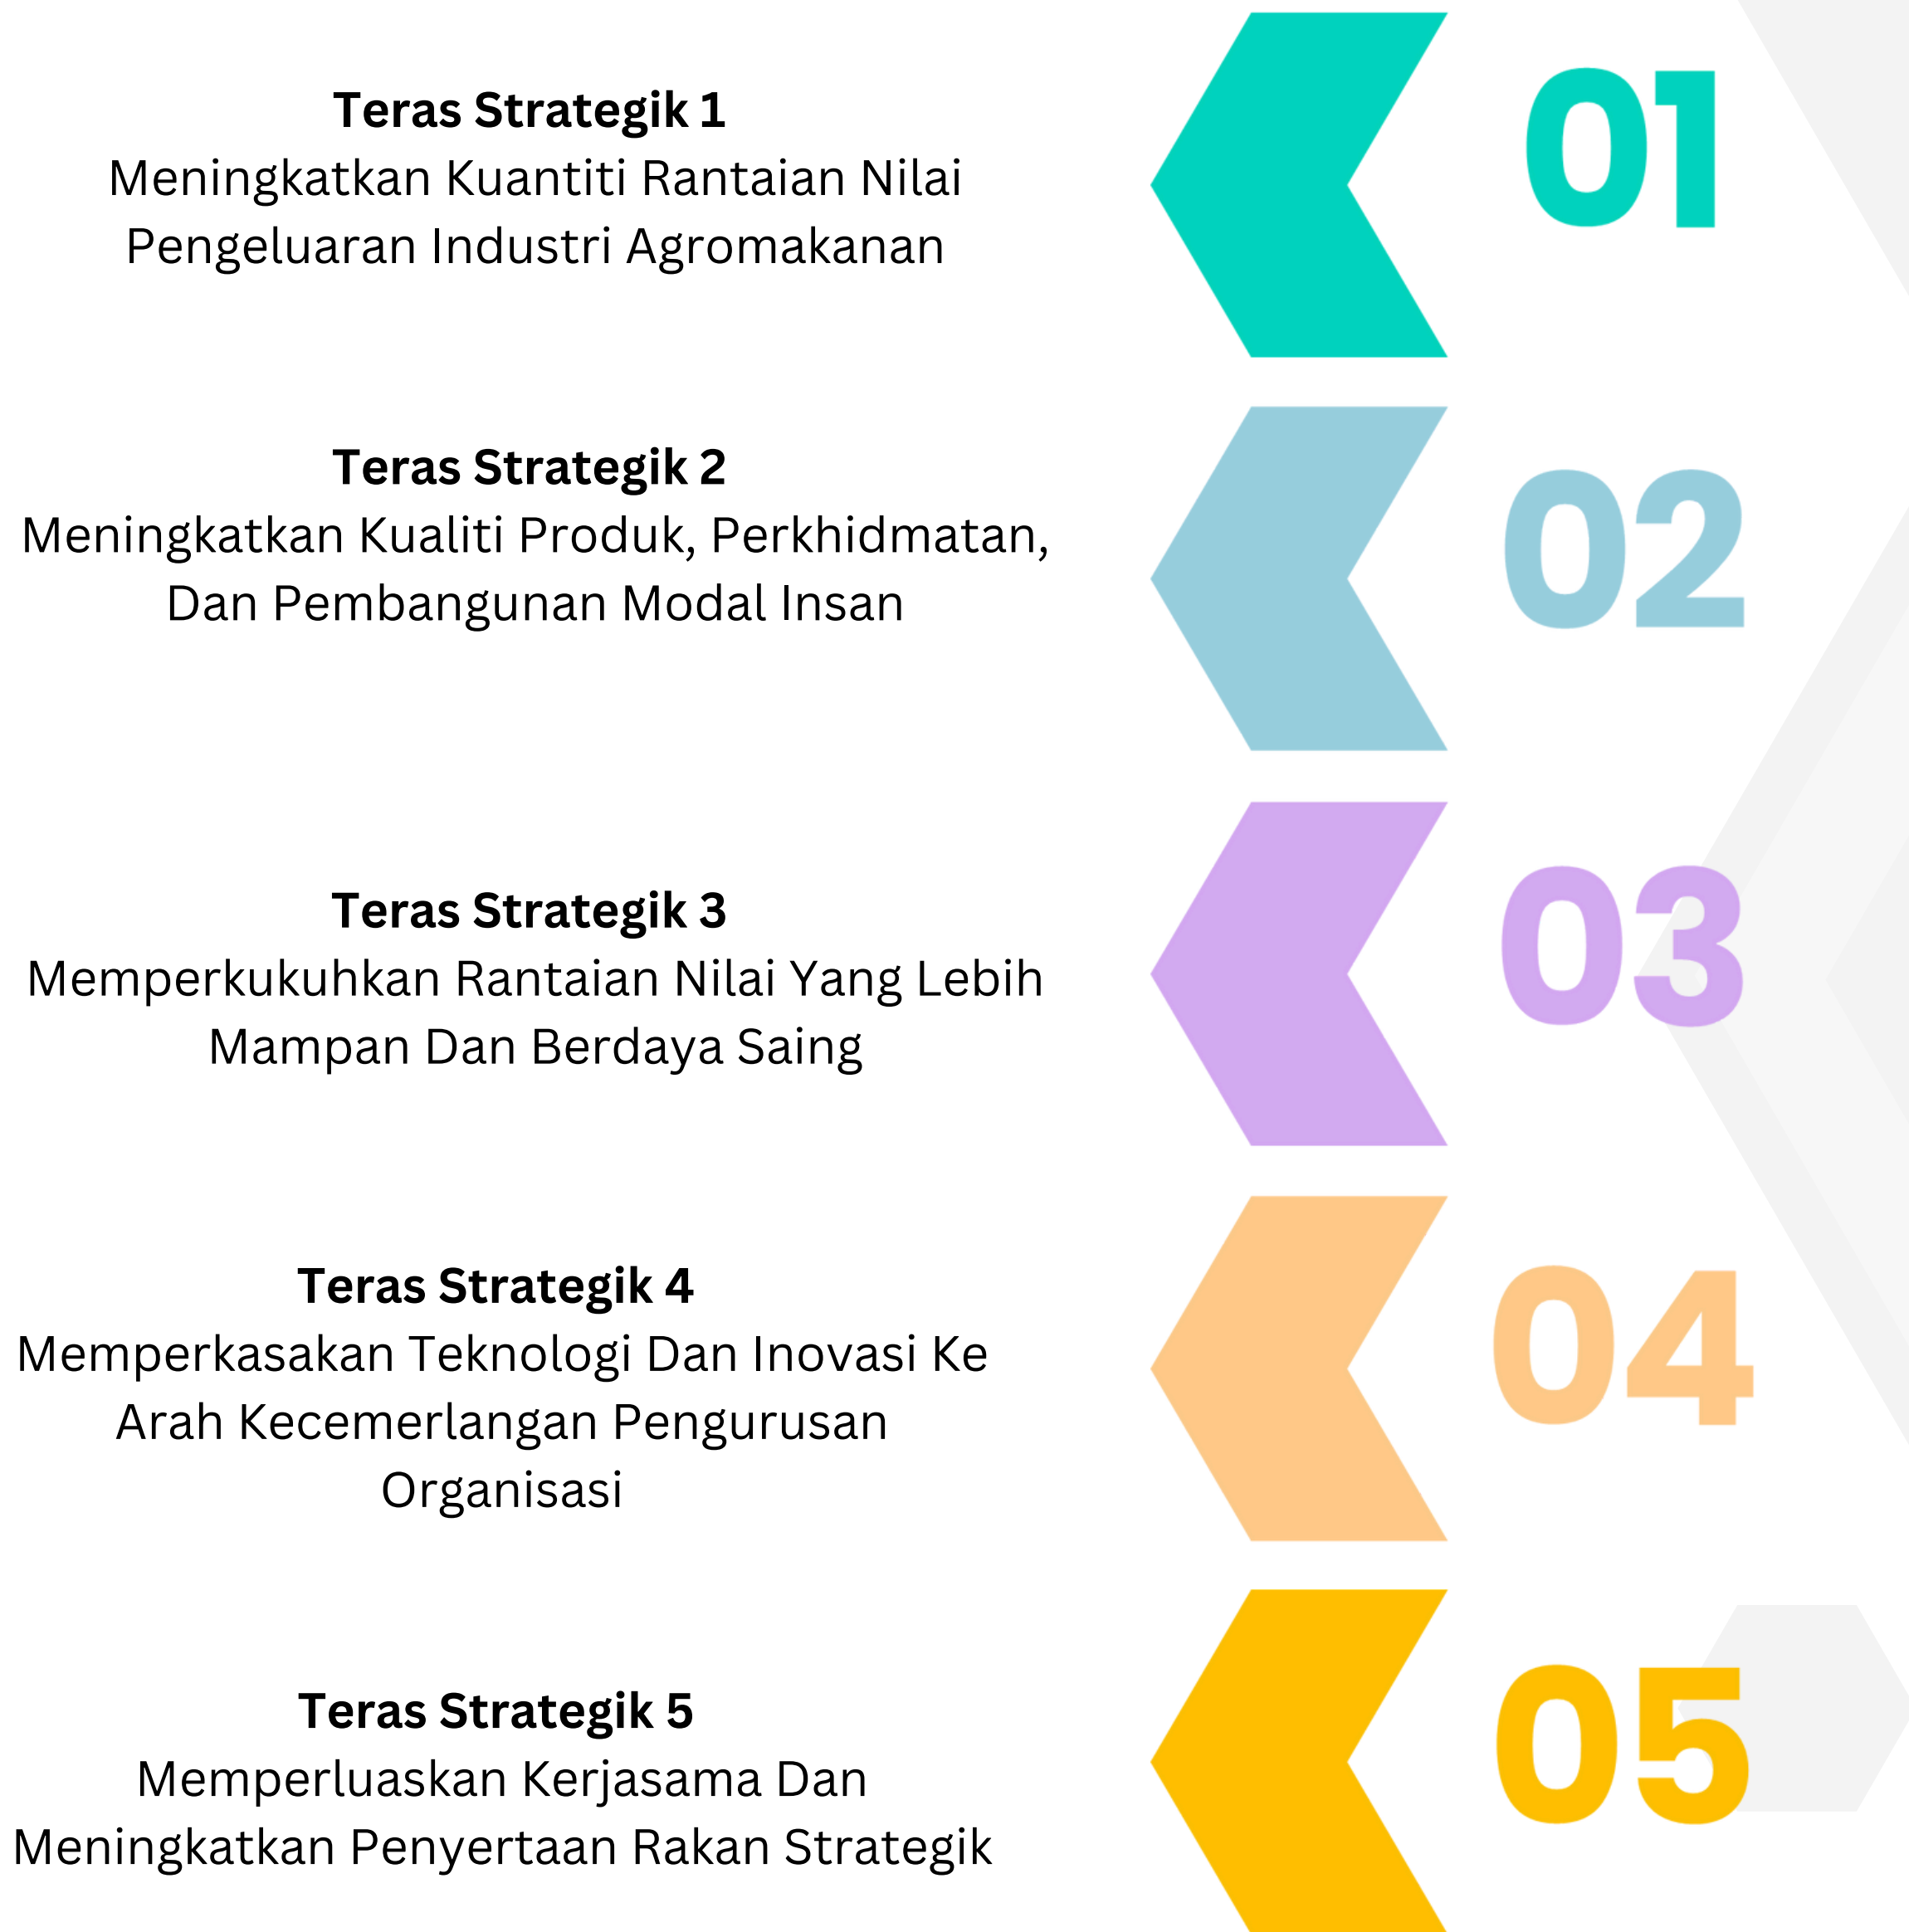 Teras Strategik 1
Meningkatkan Kuantiti Rantaian Nilai
Pengeluaran Industri Agromakanan
01
Teras Strategik 2
Meningkatkan Kualiti Produk, Perkhidmatan,
Dan Pembangunan Modal Insan
02
Teras Strategik 3
Memperkukuhkan Rantaian Nilai Yang Lebih
Mampan Dan Berdaya Saing
03
Teras Strategik 4
Memperkasakan Teknologi Dan Inovasi Ke
Arah Kecemerlangan Pengurusan
Organisasi
04
Teras Strategik 5
Memperluaskan Kerjasama Dan
Meningkatkan Penyertaan Rakan Strategik
05